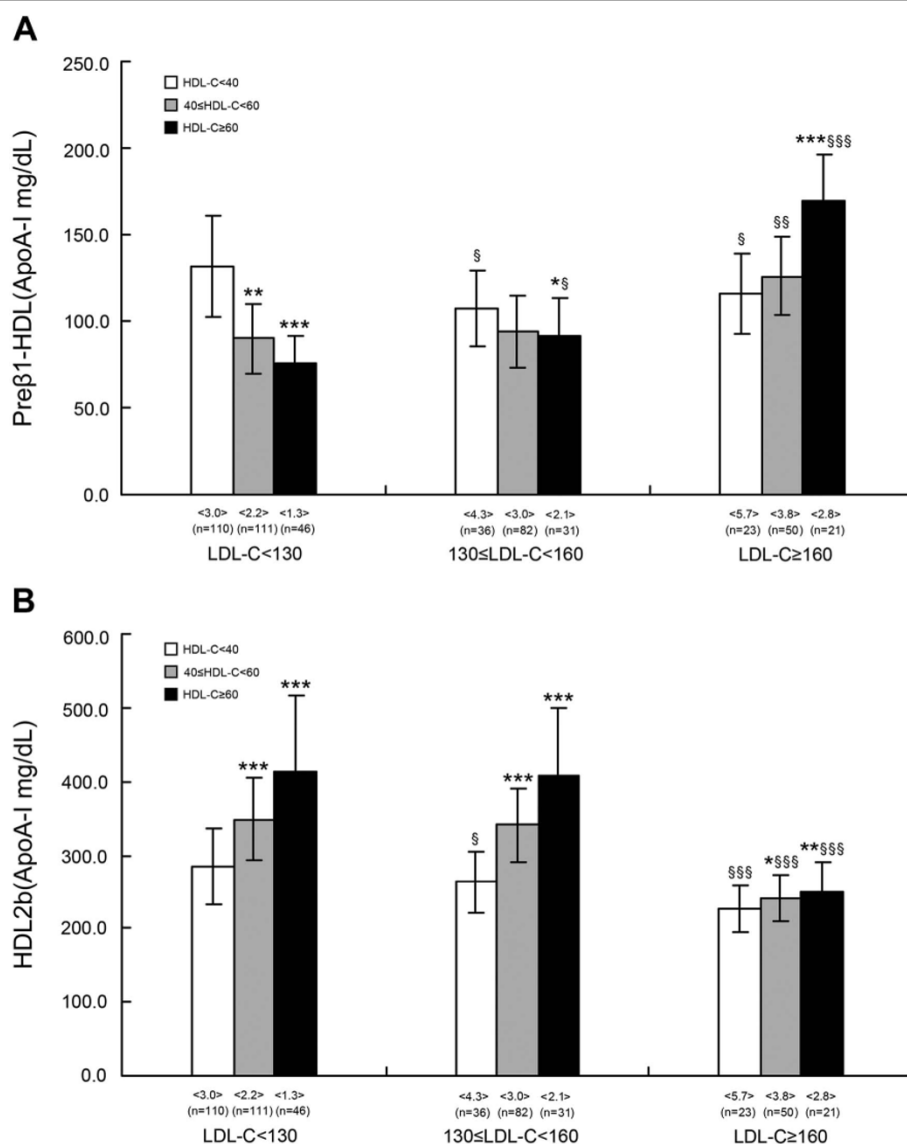 A
Preβ1-HDL(ApoA-I mg/dL)
250.0
200.0
150.0
100.0
50.0
0.0
HDL-C<40
40≤HDL-C<60
HDL-C≥60
**
***
§
*§
§
§§
***§§§
<3.0> <2.2> <1.3>
(n=110) (n=111) (n=46)
LDL-C<130
<4.3> <3.0> <2.1>
(n=36) (n=82) (n=31)
130≤LDL-C<160
<5.7> <3.8> <2.8>
(n=23) (n=50) (n=21)
LDL-C≥160
B
HDL2b(ApoA-I mg/dL)
600.0
500.0
400.0
300.0
200.0
100.0
0.0
HDL-C<40
40≤HDL-C<60
HDL-C≥60
***
***
§
***
***
§§§
*§§§
**§§§
<3.0> <2.2> <1.3>
(n=110) (n=111) (n=46)
LDL-C<130
<4.3> <3.0> <2.1>
(n=36) (n=82) (n=31)
130≤LDL-C<160
<5.7> <3.8> <2.8>
(n=23) (n=50) (n=21)
LDL-C≥160